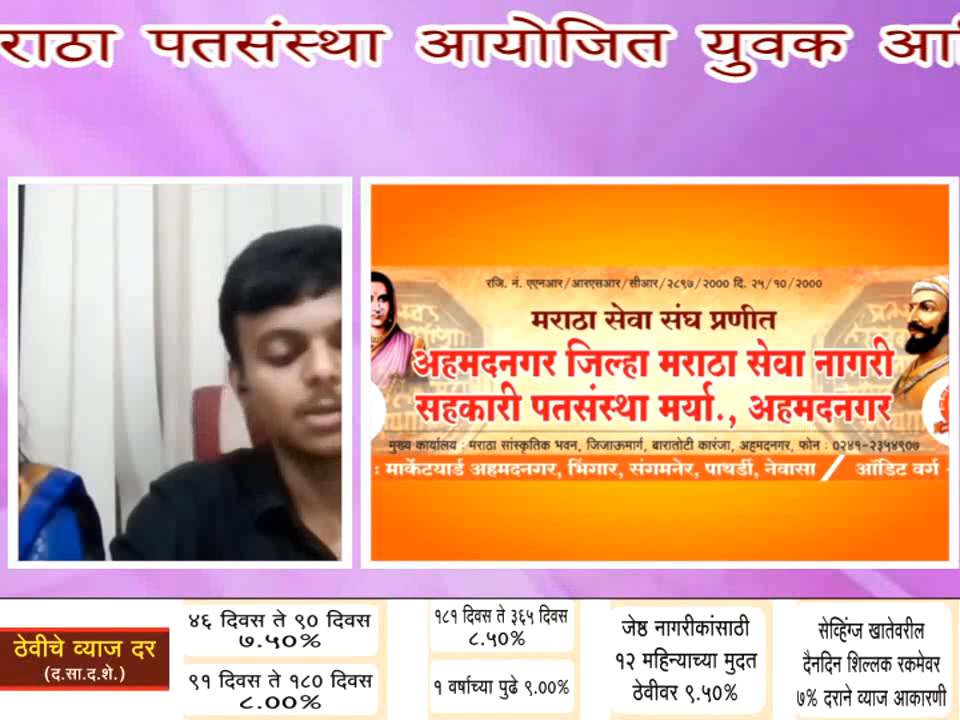 राठा पतसंस्था आयोजित युवक
रजि. नं. एएनआर/आरएसआर/सीआर/२८९७/२००० दि. २५/१०/२०००
मराठा सेवा संघ प्रणीत
अहमदनगर जिल्हा मराठा सेवा नागरी
सहकारी पतसंस्था मर्या., अहमदनगर
मुख्य कार्यालय : मराठा सांस्कृतिक भवन, जिजाऊमार्ग, बारातोटी कारंजा, अहमदनगर, फोन : ०२४१-२३५४९०७
: मार्केटयार्ड अहमदनगर, भिंगार, संगमनेर, पाथर्डी, नेवासा / ऑडिट वर्ग -
ठेवीचे व्याज दर
(द.सा.द.शे.)
४६ दिवस ते ९० दिवस
७.५०%
९१ दिवस ते १८० दिवस
८.००%
१८१ दिवस ते ३६५ दिवस
८.५०%
१ वर्षाच्या पुढे ९.००%
जेष्ठ नागरीकांसाठी
१२ महिन्याच्या मुदत
ठेवीवर ९.५०%
सेव्हिंग्ज खातेवरील
दैनदिन शिल्लक रकमेवर
७% दराने व्याज आकारणी